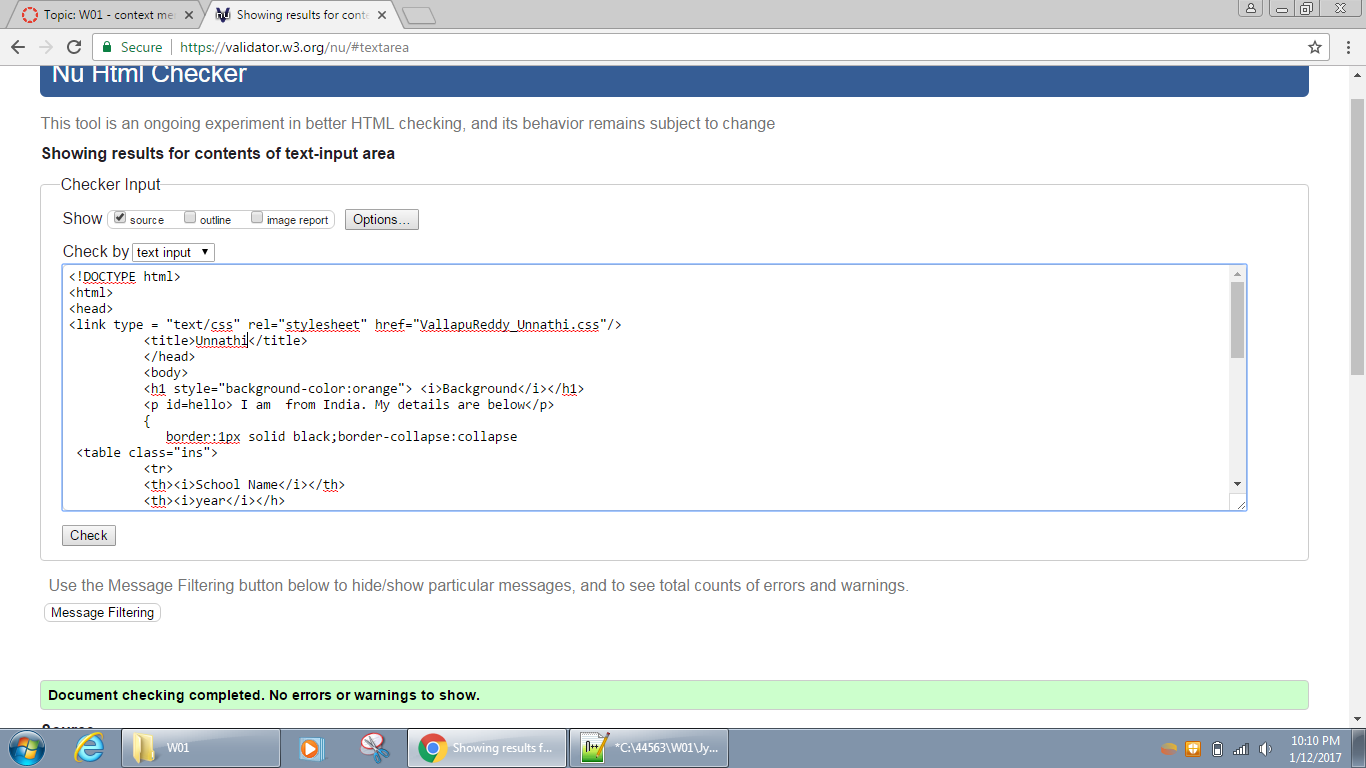 Topic: W01 - context me
Showing results for conte
Secure
https://validator.w3.org/nu/#textarea
Nu Html Checker
This tool is an ongoing experiment in better HTML checking, and its behavior remains subject to change
Showing results for contents of text-input area
Checker Input
Show source outline image report Options...
Check by text input
<!DOCTYPE html>
<html>
<head>
<link type = "text/css" rel="stylesheet" href="VallapuReddy_Unnathi.css"/>
<title>Unnathi</title>
</head>
<body>
<h1 style="background-color:orange"> <i>Background</i></h1>
<p id=hello> I am  from India. My details are below</p>
{
border:1px solid black;border-collapse:collapse
<table class="ins">
<tr>
<th><i>School Name</i></th>
<th><i>year</i></h>
Check
Use the Message Filtering button below to hide/show particular messages, and to see total counts of errors and warnings.
Message Filtering
Document checking completed. No errors or warnings to show.
Source
W01
Showing results f...
*C:\44563\W01\Jy...
10:10 PM
1/12/2017